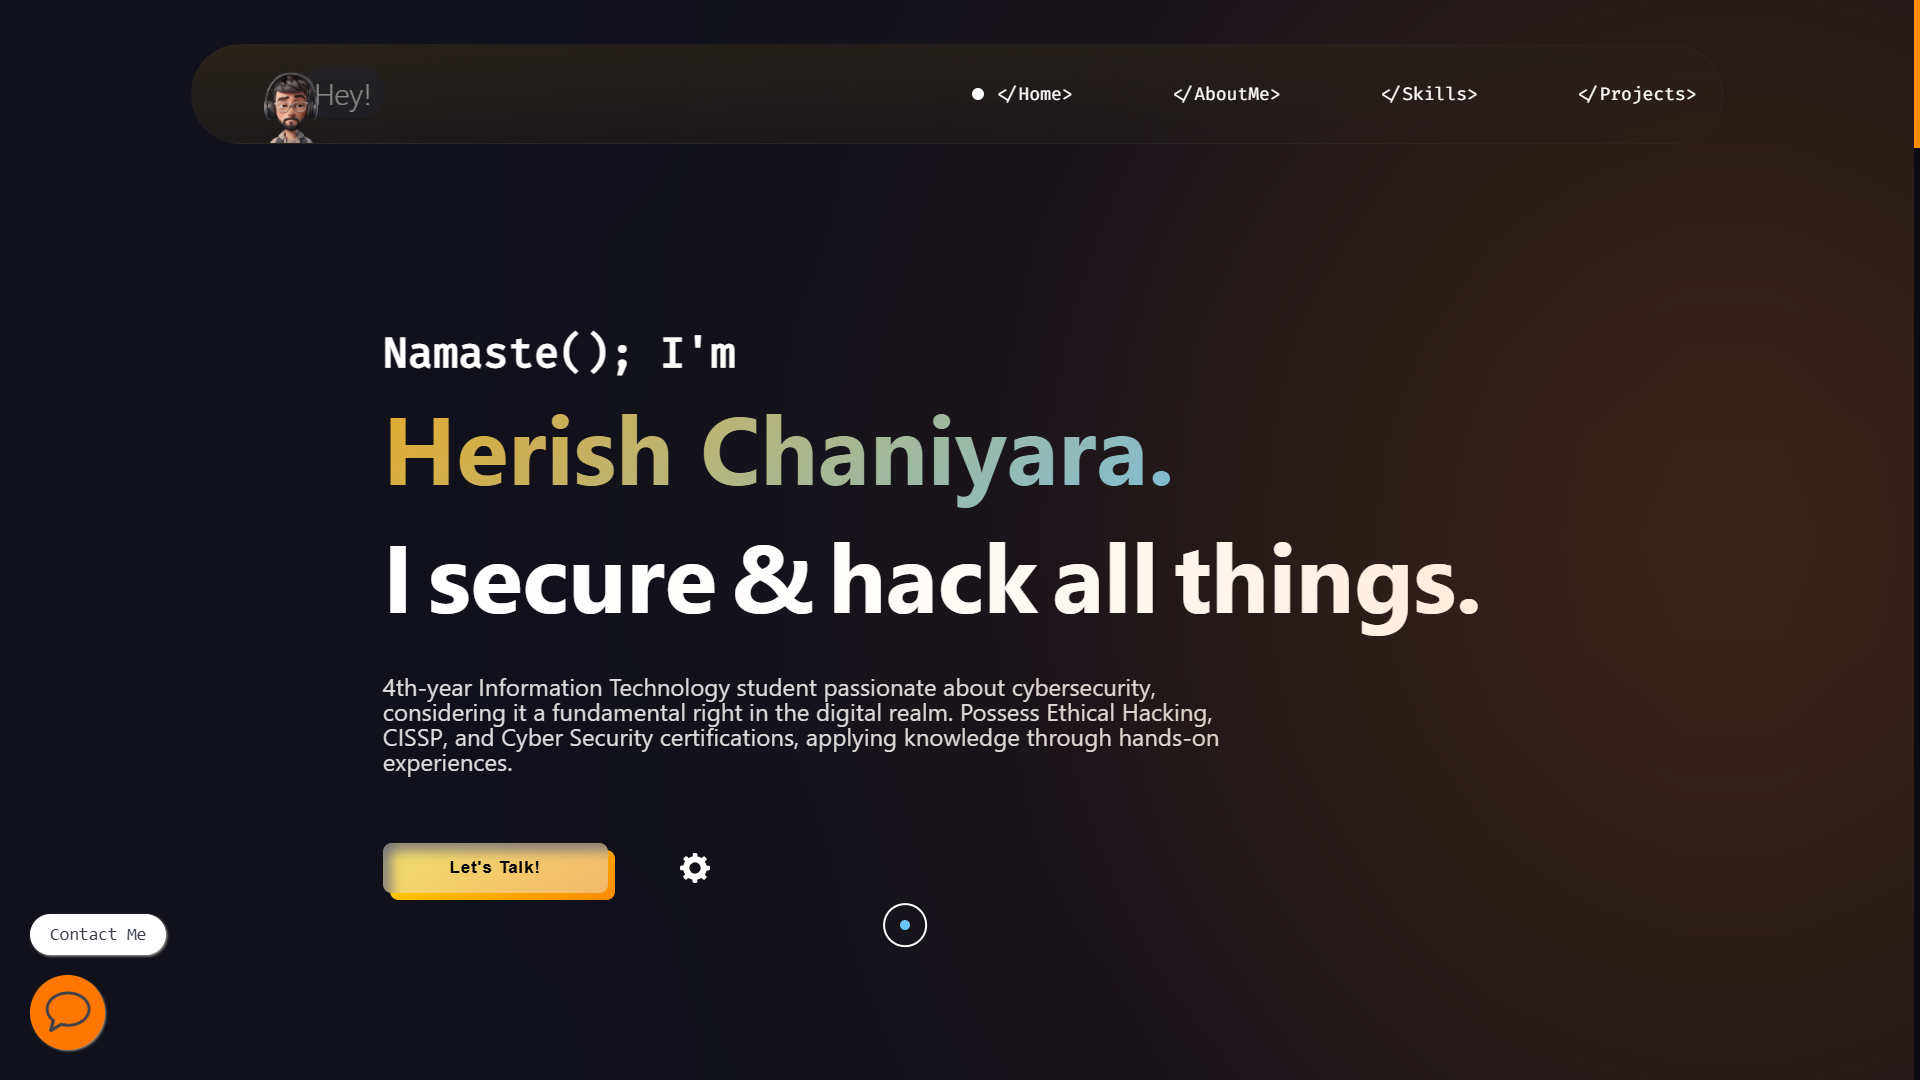 Hey!
</Home>
</AboutMe>
</Skills>
</Projects>
Namaste(); I'm
Herish Chaniyara.
I secure & hack all things.
4th-year Information Technology student passionate about cybersecurity,
considering it a fundamental right in the digital realm. Possess Ethical Hacking,
CISSP, and Cyber Security certifications, applying knowledge through hands-on
experiences.
Let's Talk!
Contact Me